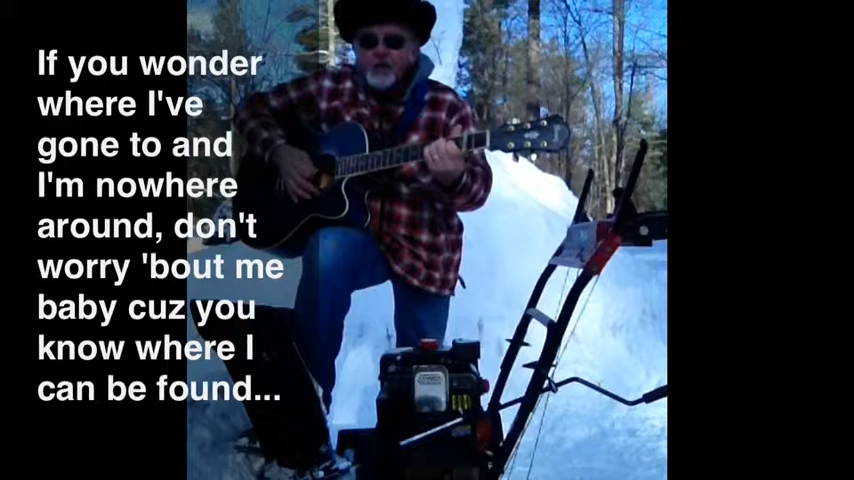 If you wonder
where I've
gone to and
I'm nowhere
around, don't
worry 'bout me
baby cuz you
know where I
can be found...